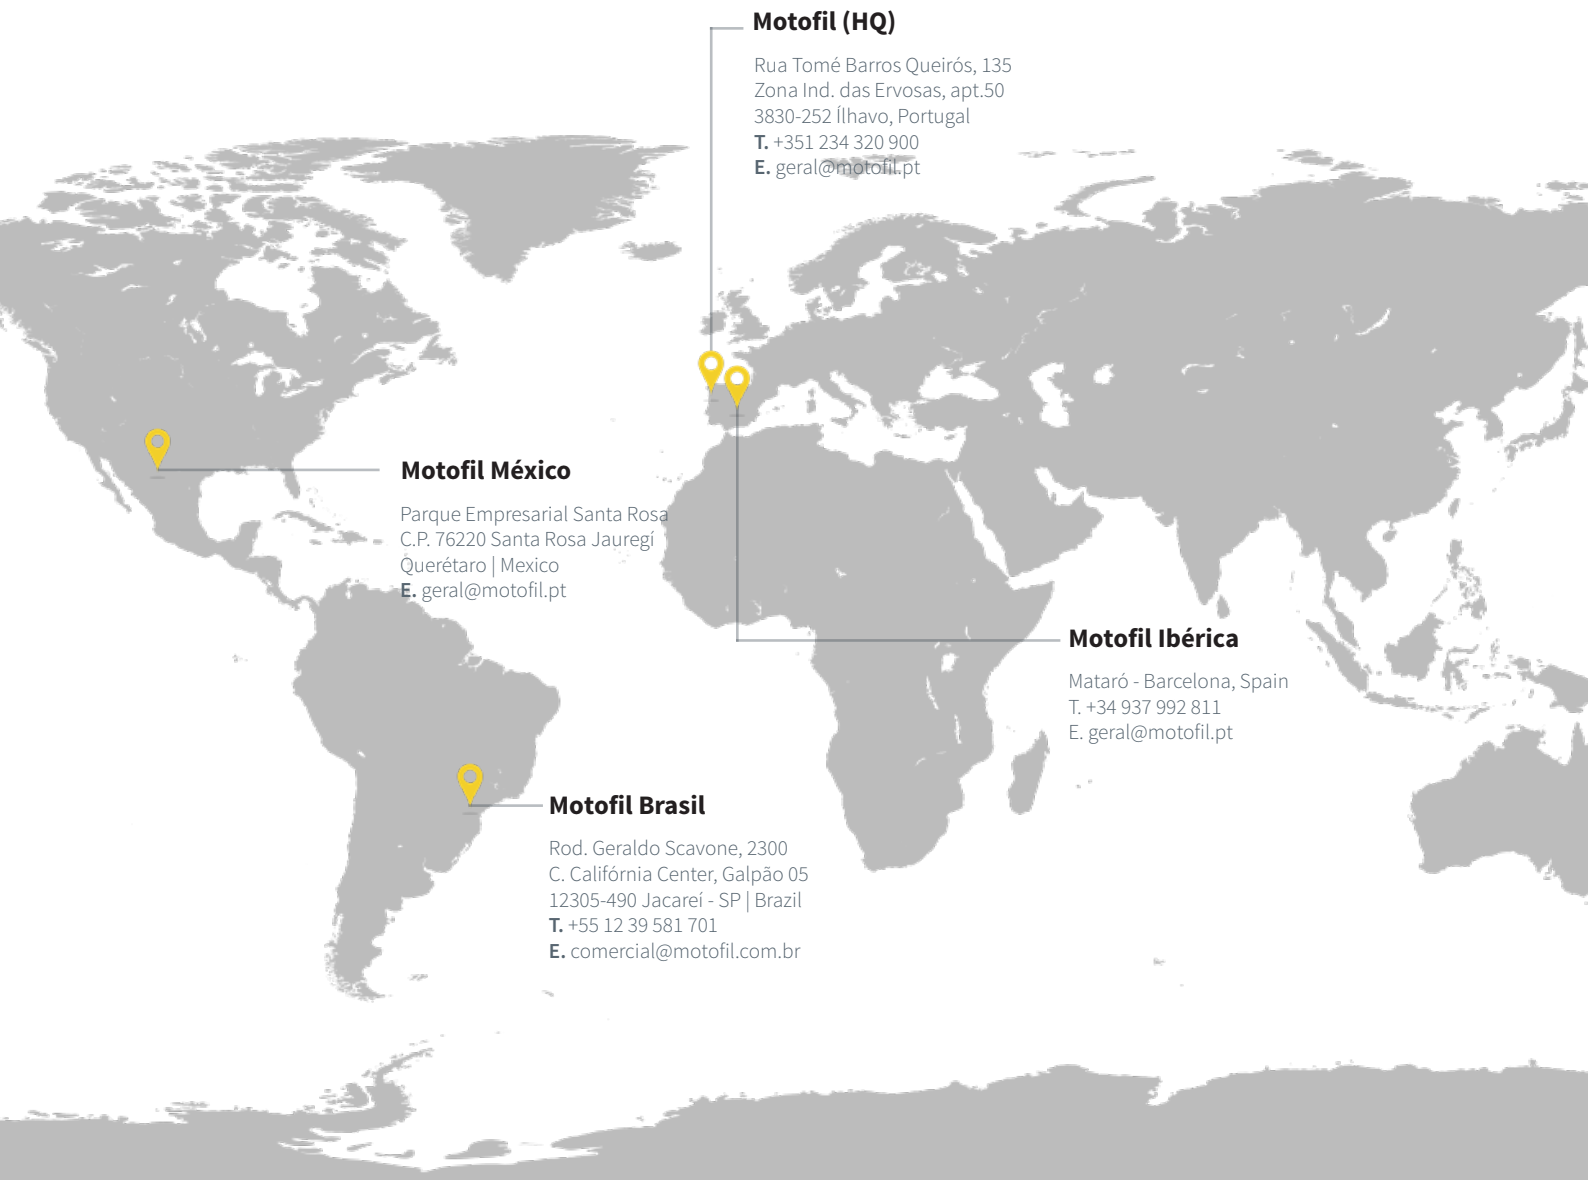 Motofil (HQ)
Rua Tomé Barros Queirós, 135
Zona Ind. das Ervosas, apt.50
3830-252 Ílhavo, Portugal
T. +351 234 320 900
E. geral@motofil.pt
Motofil México
Parque Empresarial Santa Rosa
C.P. 76220 Santa Rosa Jauregí
Querétaro | Mexico
E. geral@motofil.pt
Motofil Ibérica
Mataró - Barcelona, Spain
T. +34 937 992 811
E. geral@motofil.pt
Motofil Brasil
Rod. Geraldo Scavone, 2300
C. Califórnia Center, Galpão 05
12305-490 Jacareí - SP | Brazil
T. +55 12 39 581 701
E. comercial@motofil.com.br